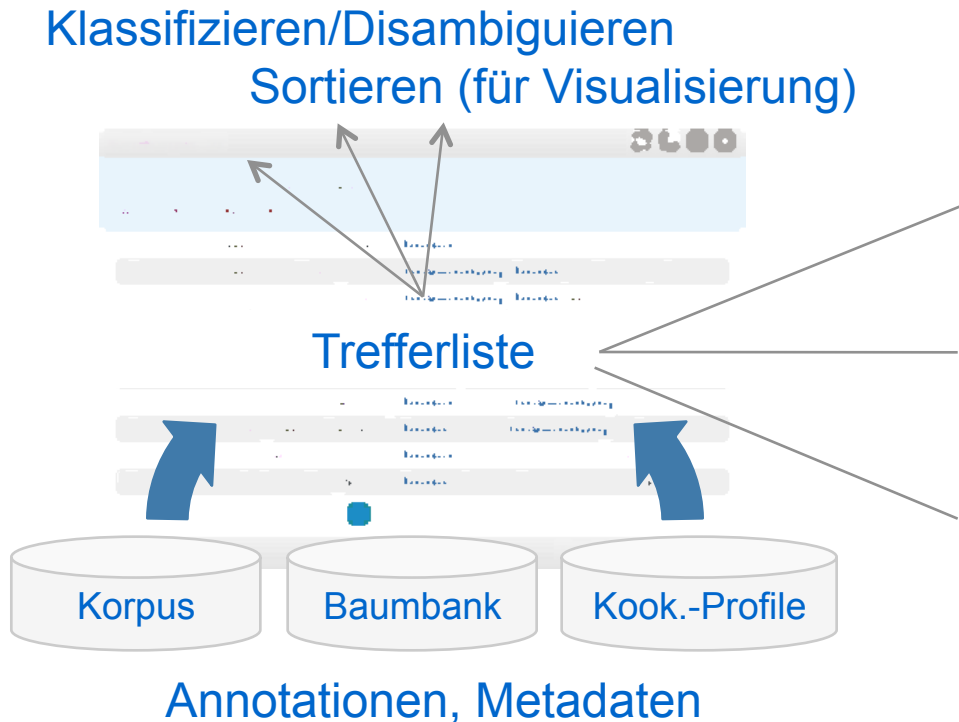 Klassifizieren/Disambiguieren
Sortieren (für Visualisierung)
Trefferliste
Korpus
Baumbank
Kook.-Profile
Annotationen, Metadaten